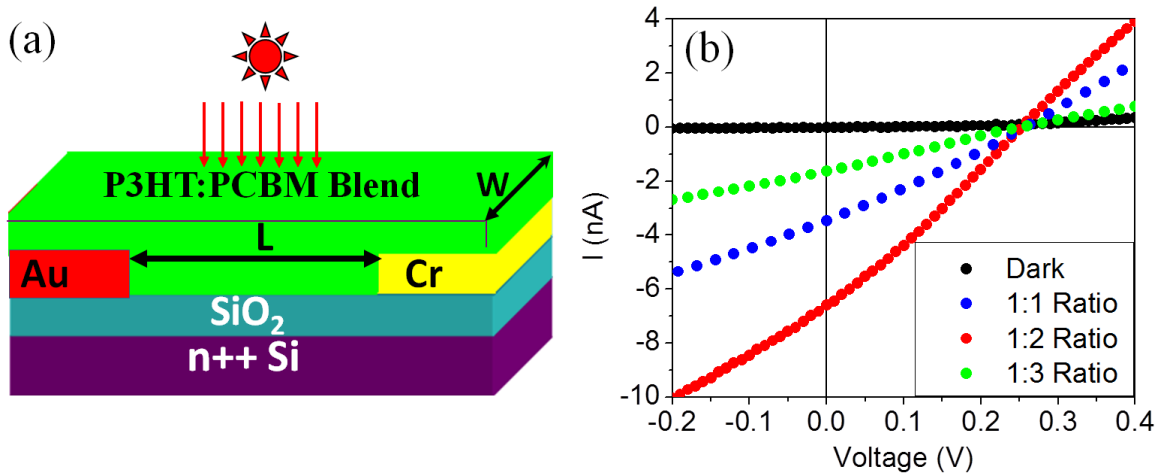 (a)
P3HT:PCBM Blend
W
L
Au
Cr
SiO₂
n++ Si
(b)
4
2
0
-2
-4
-6
-8
-10
I (nA)
-0.2
-0.1
0.0
0.1
0.2
0.3
0.4
Voltage (V)
Dark
1:1 Ratio
1:2 Ratio
1:3 Ratio